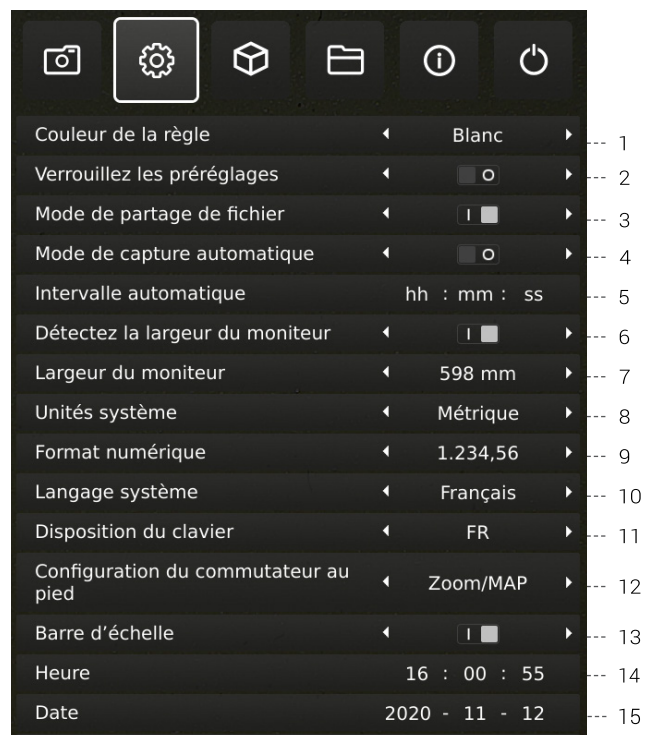 Couleur de la règle Blanc --- 1
Verrouillez les préréglages O --- 2
Mode de partage de fichier I --- 3
Mode de capture automatique O --- 4
Intervalle automatique hh : mm : ss --- 5
Détectez la largeur du moniteur I --- 6
Largeur du moniteur 598 mm --- 7
Unités système Métrique --- 8
Format numérique 1.234,56 --- 9
Langage système Français --- 10
Disposition du clavier FR --- 11
Configuration du commutateur au
pied Zoom/MAP --- 12
Barre d’échelle I --- 13
Heure 16 : 00 : 55 --- 14
Date 2020 - 11 - 12 --- 15